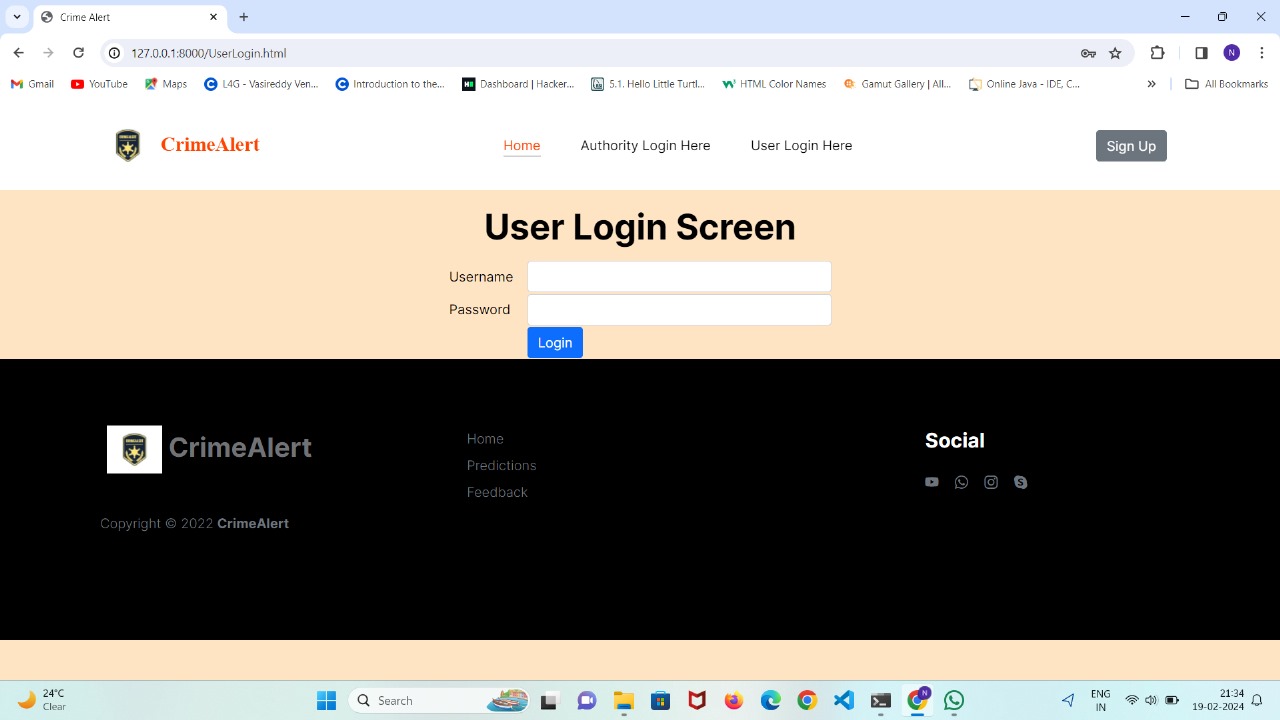 Crime Alert
127.0.0.1:8000/UserLogin.html
N
Gmail YouTube Maps L4G - Vasireddy Ven... Introduction to the... Dashboard | Hacker... 5.1. Hello Little Turtl... HTML Color Names Gamut Gallery | All... Online Java - IDE, C... » All Bookmarks
CrimeAlert Home Authority Login Here User Login Here Sign Up
User Login Screen
Username
Password
Login
CrimeAlert
Home
Predictions
Feedback
Social
Copyright © 2022 CrimeAlert
24°C
Clear
Search
ENG
IN
21:34
19-02-2024